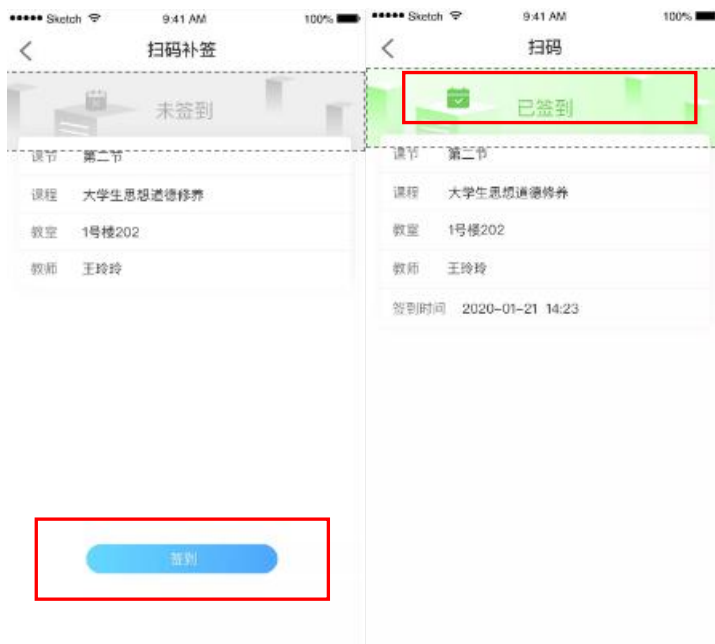 Sketch 9:41 AM 100%
扫码补签
未签到
课节 第二节
课程 大学生思想道德修养
教室 1号楼202
教师 王玲玲
签到
Sketch 9:41 AM 100%
扫码
已签到
课节 第二节
课程 大学生思想道德修养
教室 1号楼202
教师 王玲玲
签到时间 2020-01-21 14:23